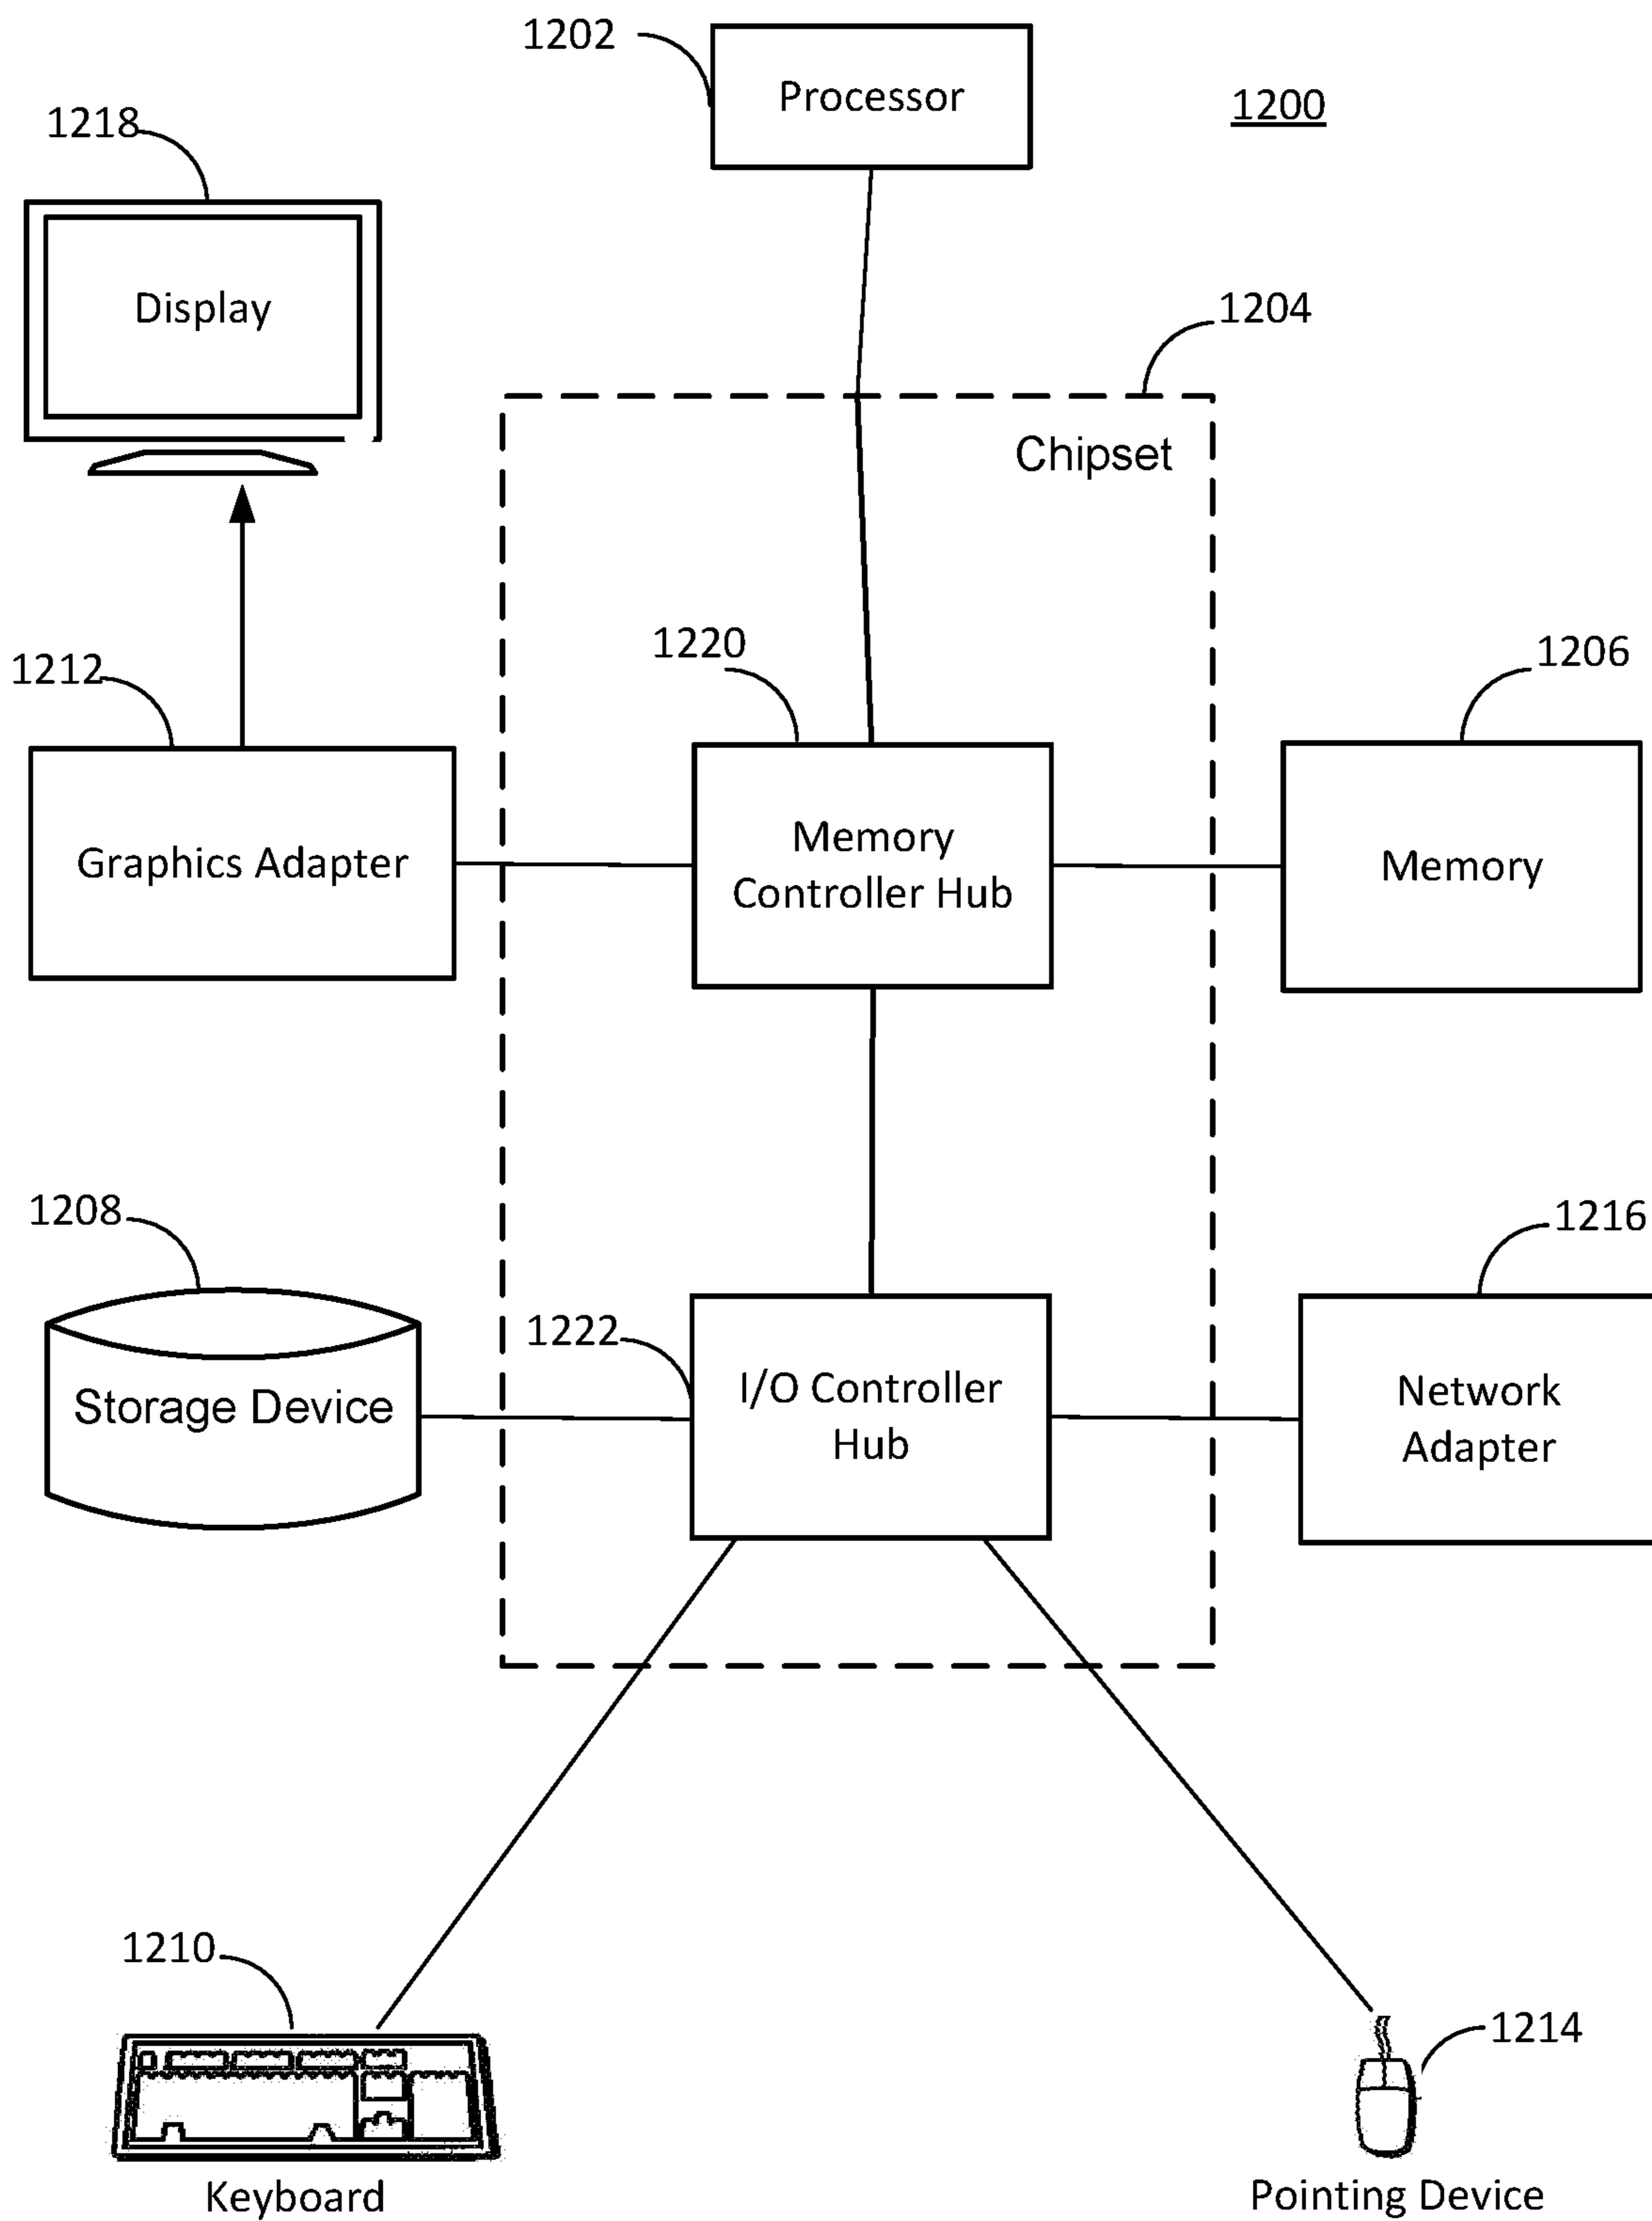 1202
Processor
1200
1218
Display
1204
Chipset
1220
1206
1212
Memory
Controller Hub
Graphics Adapter
Memory
1208
1216
1222
Storage Device
I/O Controller
Hub
Network
Adapter
1210
1214
Keyboard
Pointing Device